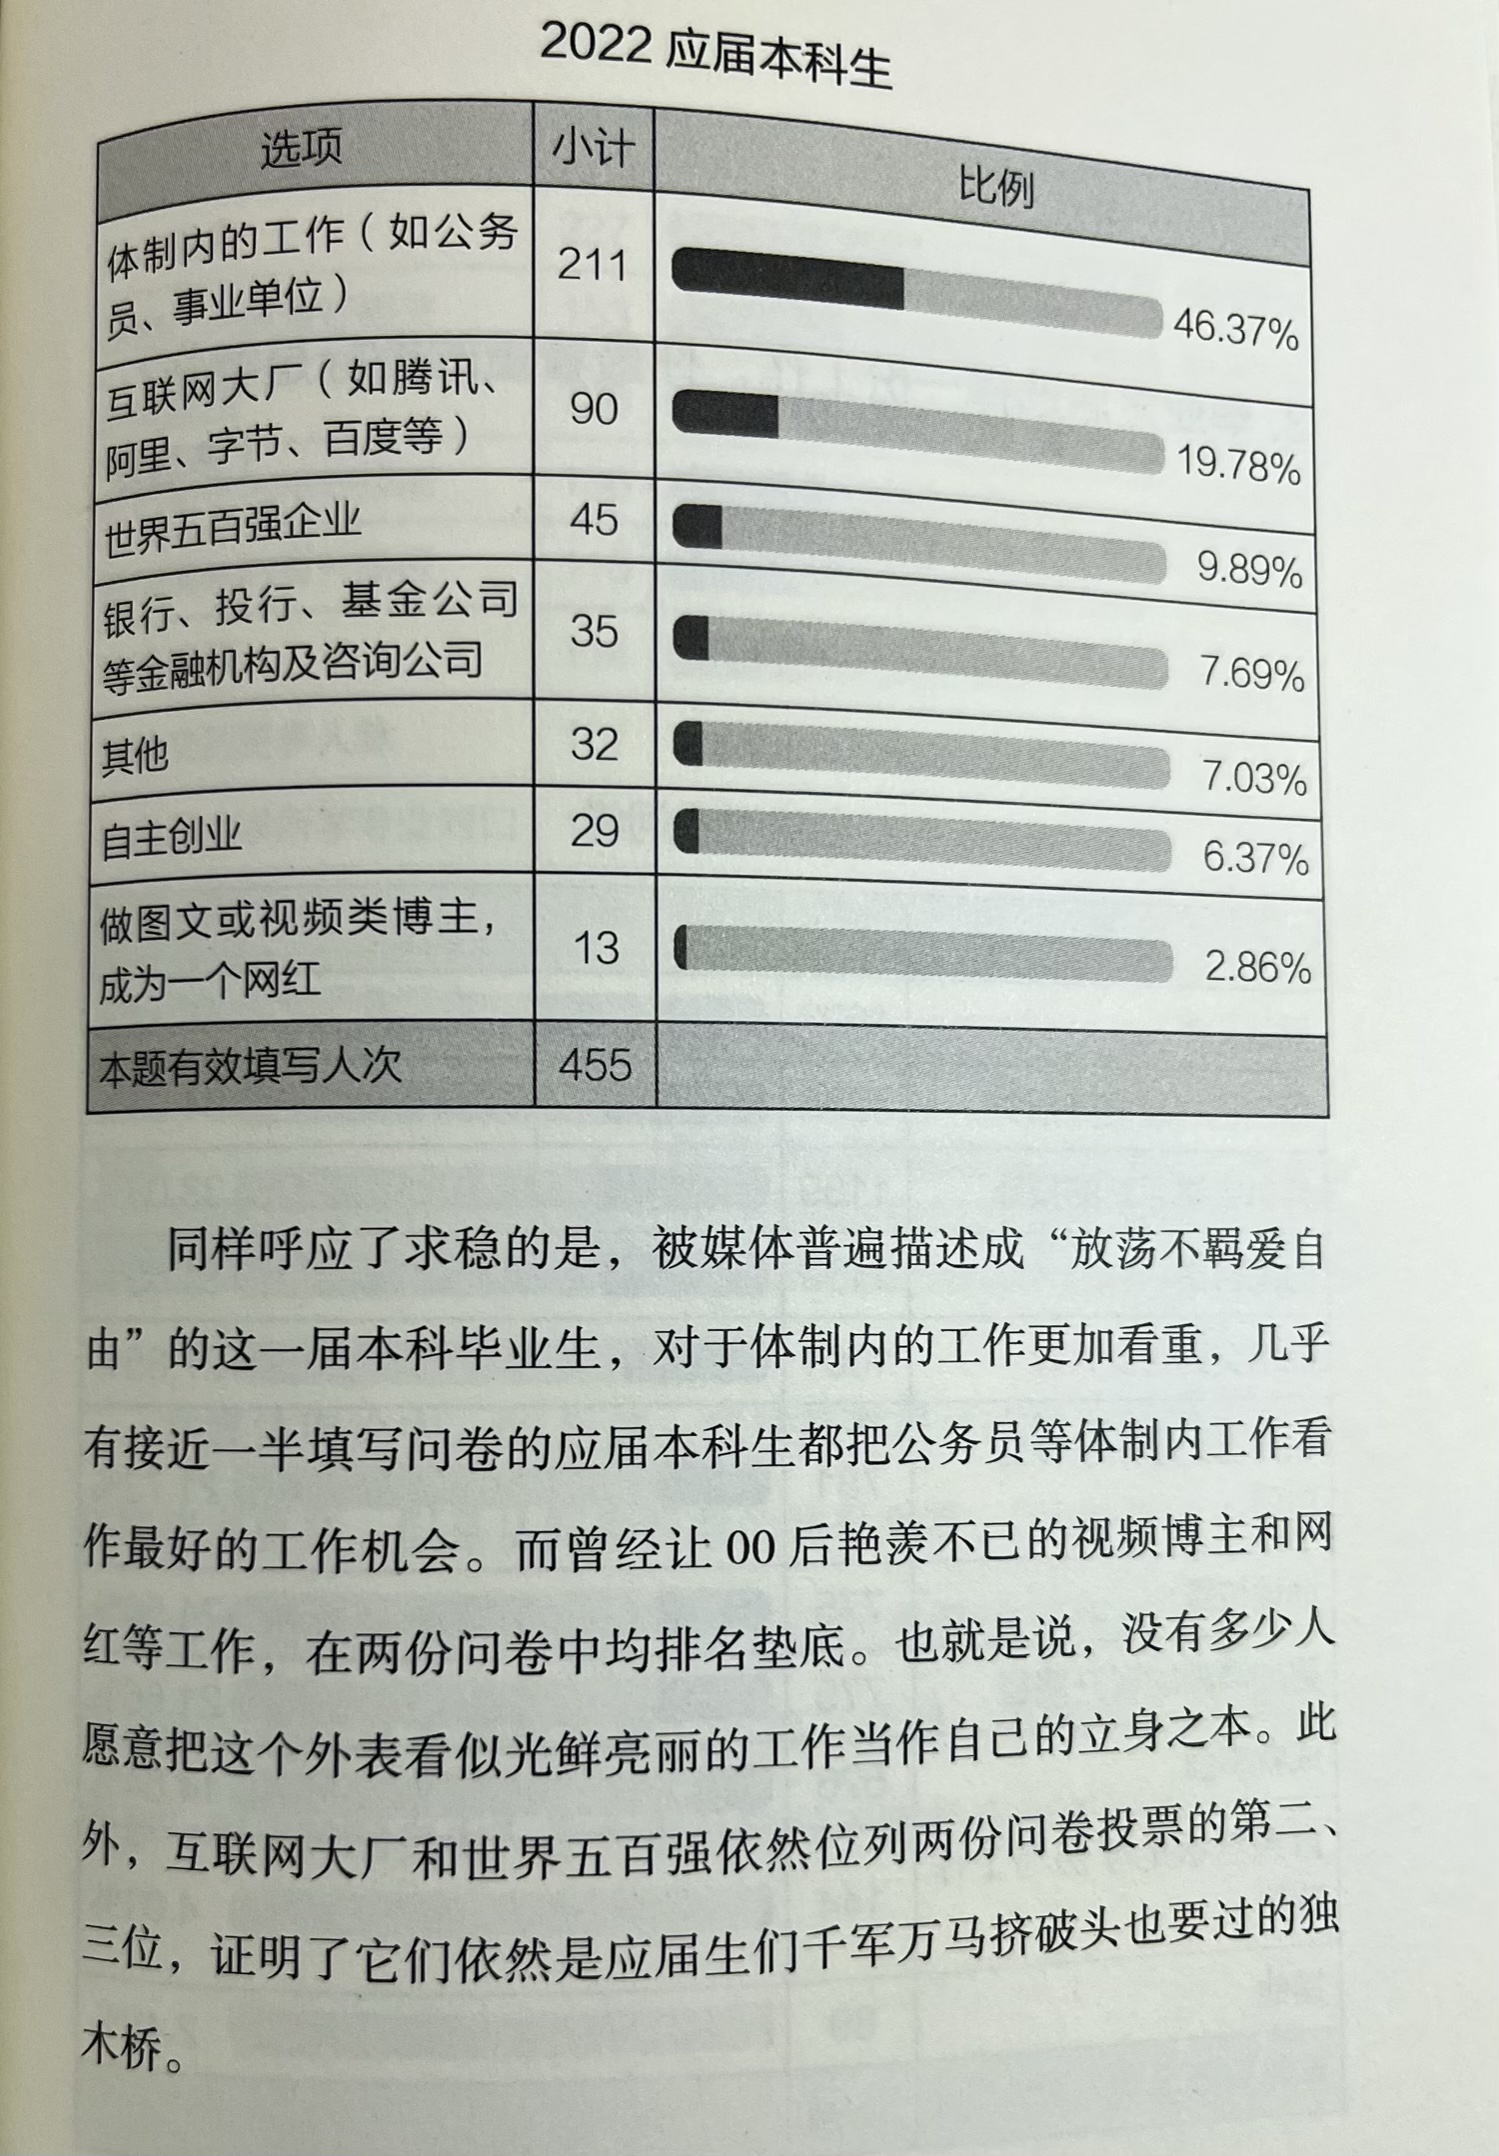 2022 应届本科生
选项 小计 比例
体制内的工作（如公务
员、事业单位） 211 46.37%
互联网大厂（如腾讯、
阿里、字节、百度等） 90 19.78%
世界五百强企业 45 9.89%
银行、投行、基金公司
等金融机构及咨询公司 35 7.69%
其他 32 7.03%
自主创业 29 6.37%
做图文或视频类博主，
成为一个网红 13 2.86%
本题有效填写人次 455
同样呼应了求稳的是，被媒体普遍描述成“放荡不羁爱自
由”的这一届本科毕业生，对于体制内的工作更加看重，几乎
有接近一半填写问卷的应届本科生都把公务员等体制内工作看
作最好的工作机会。而曾经让 00 后艳羡不已的视频博主和网
红等工作，在两份问卷中均排名垫底。也就是说，没有多少人
愿意把这个外表看似光鲜亮丽的工作当作自己的立身之本。此
外，互联网大厂和世界五百强依然位列两份问卷投票的第二、
三位，证明了它们依然是应届生们千军万马挤破头也要过的独
木桥。